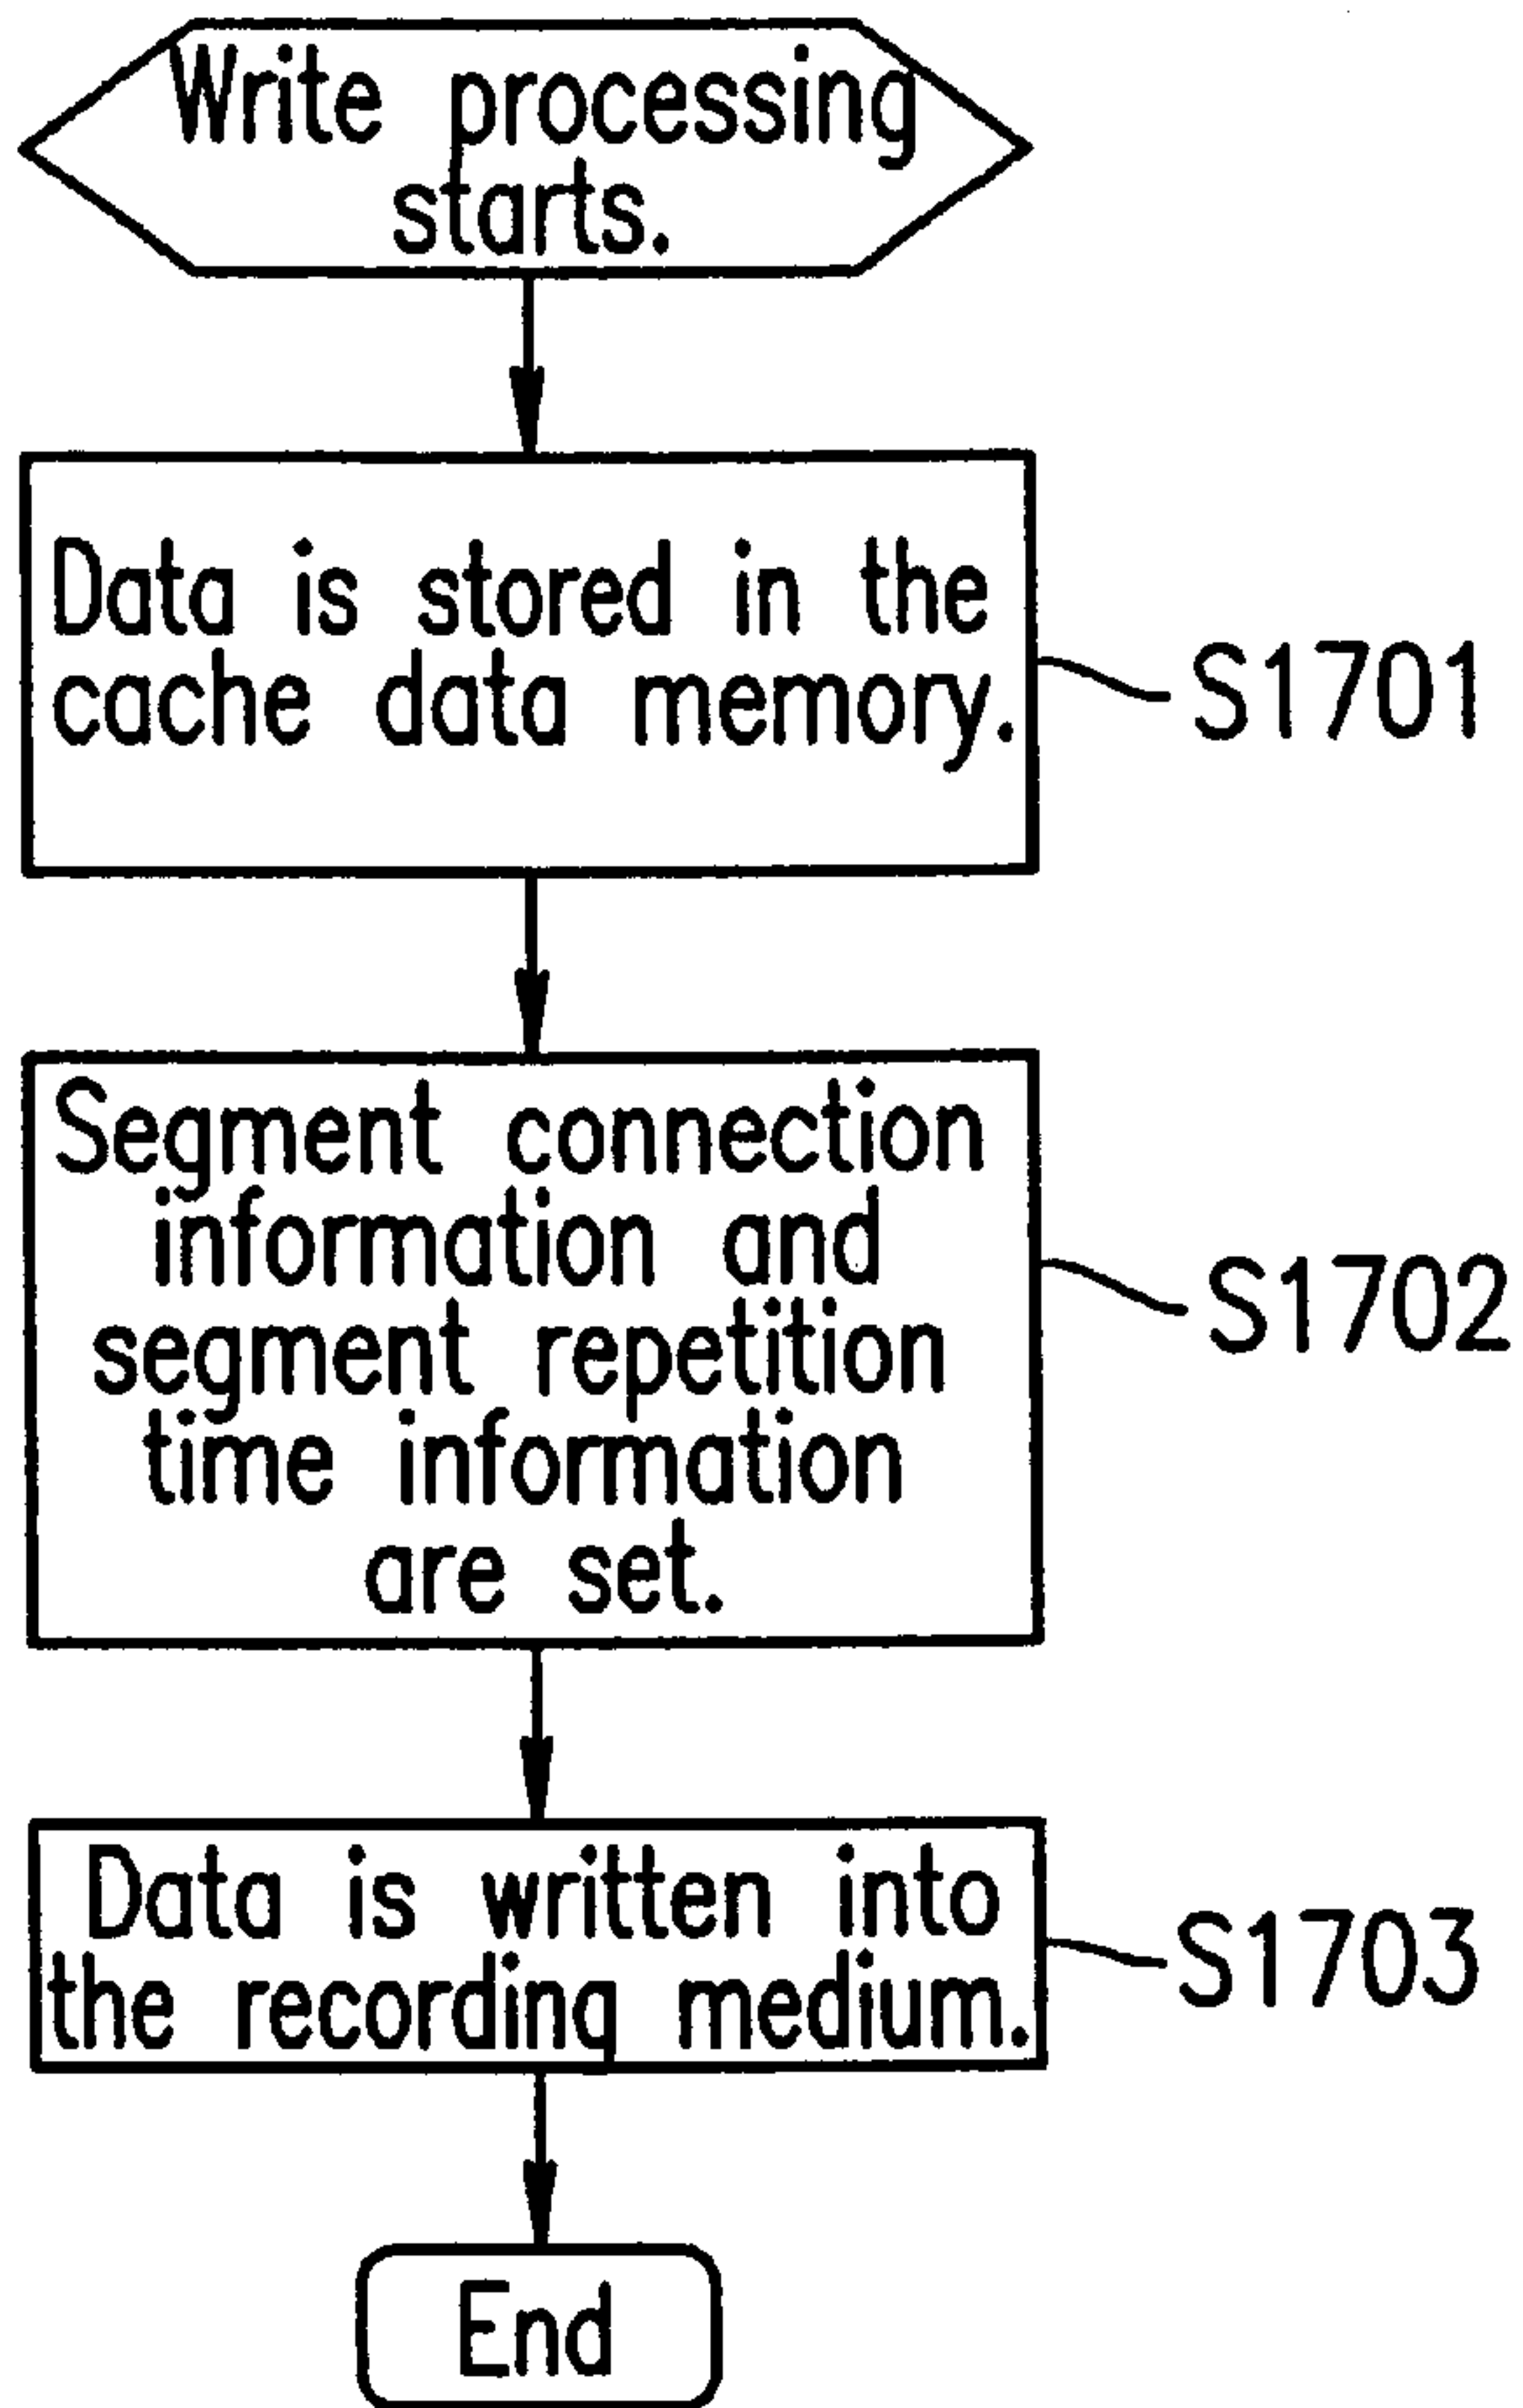 Write processing
starts.
Data is stored in the
cache data memory.
S1701
Segment connection
information and
segment repetition
time information
are set.
S1702
Data is written into
the recording medium.
S1703
End